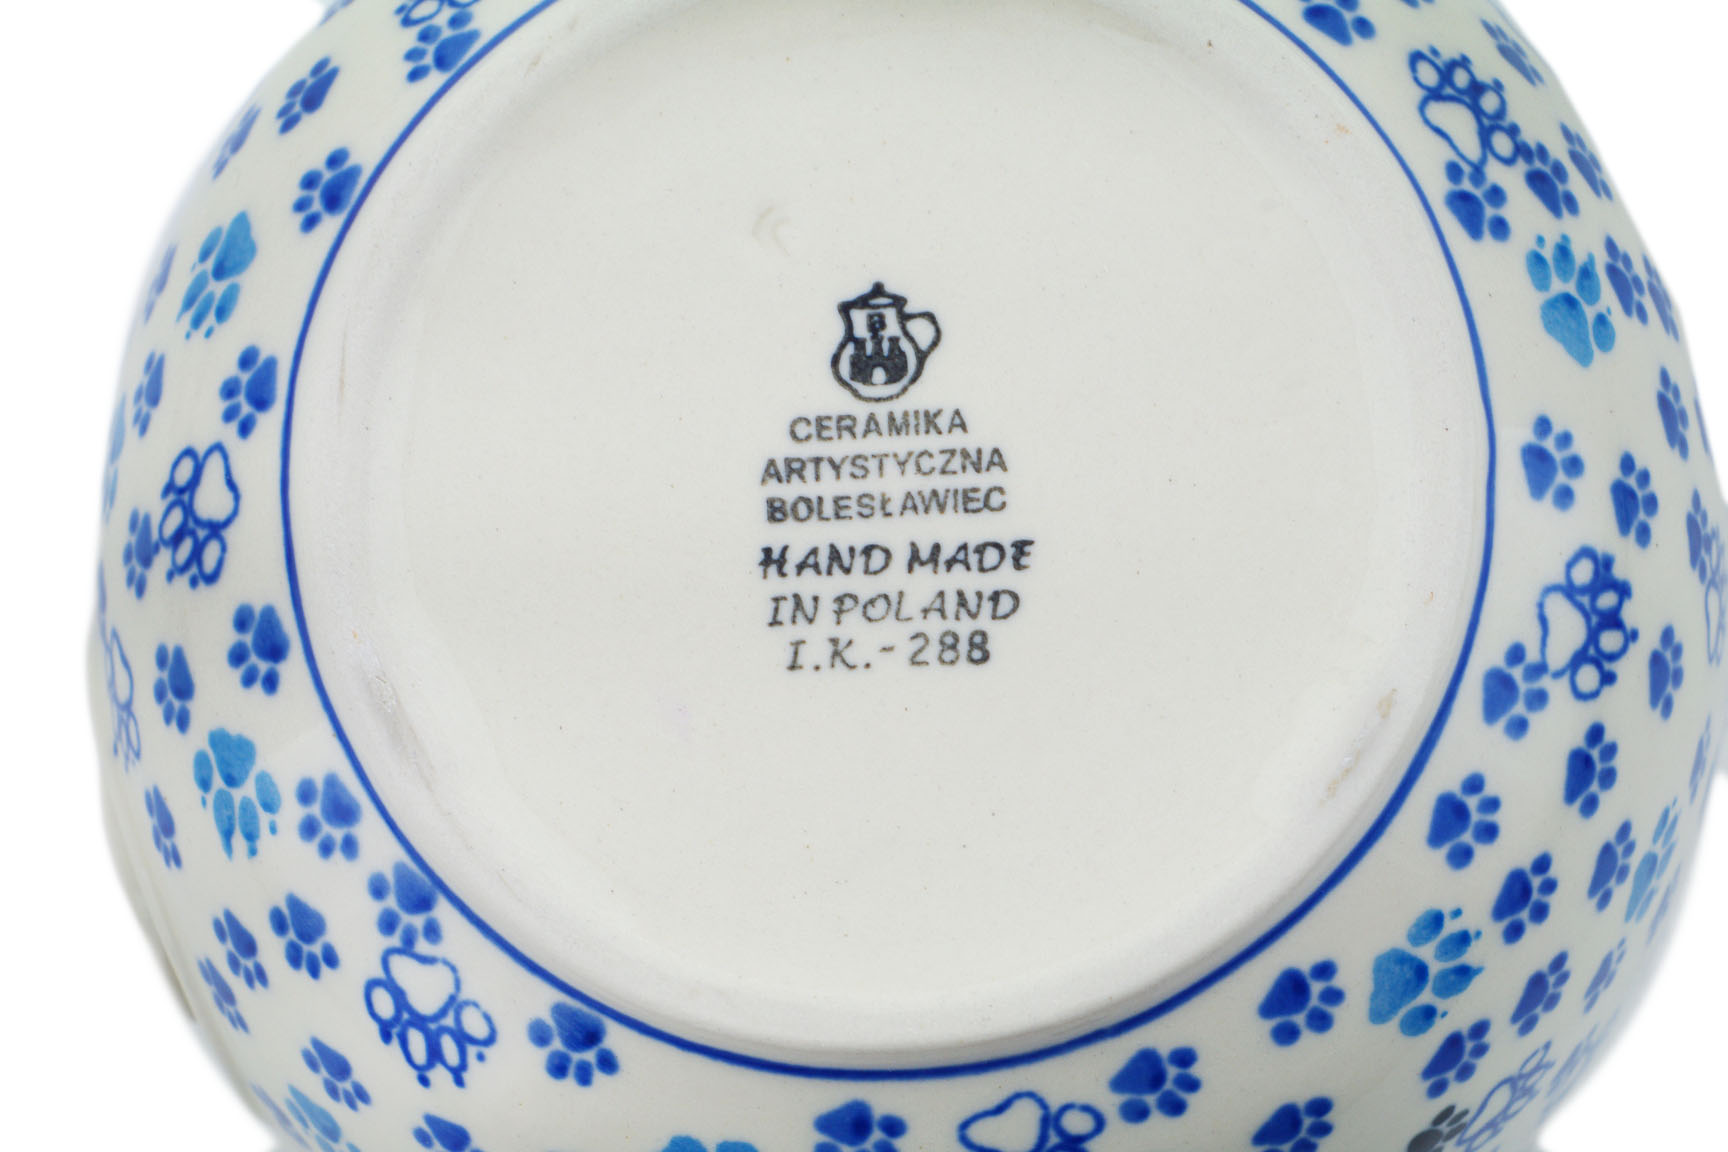 B
CERAMIKA
ARTYSTYCZNA
BOLESŁAWIEC
HAND MADE
IN POLAND
I.K.-288